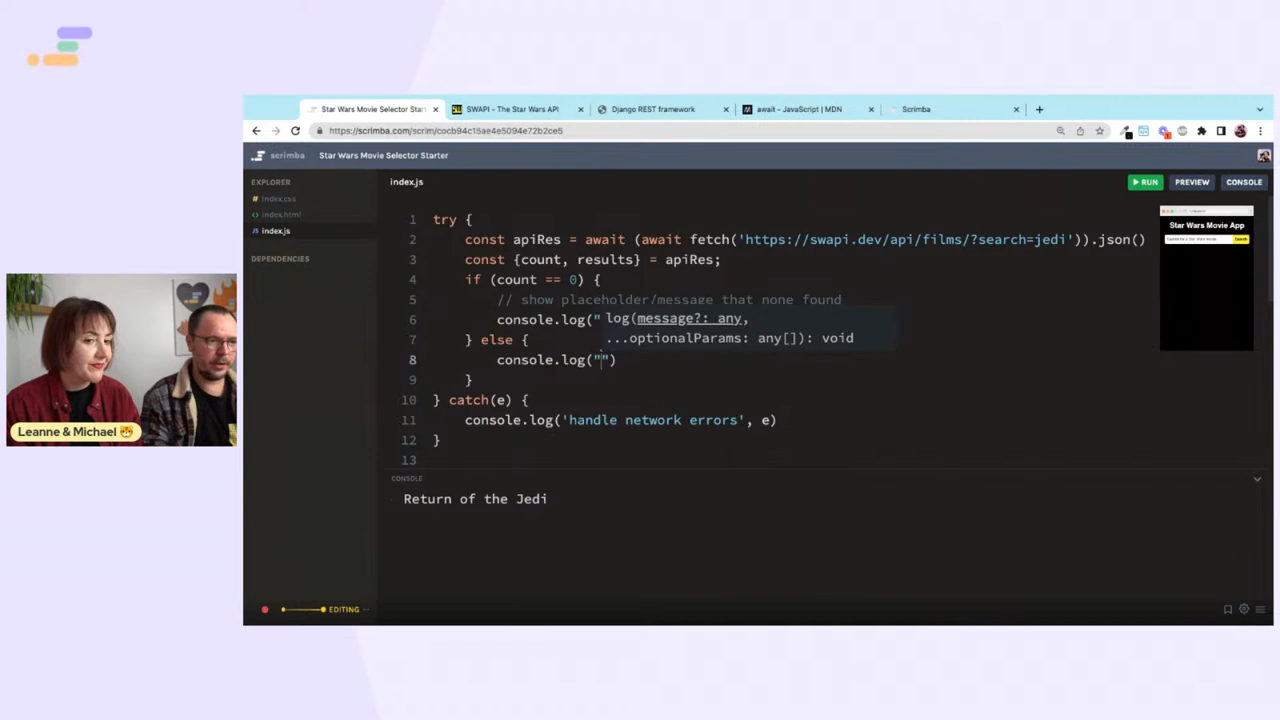 Star Wars Movie Selector Star
SWAPI - The Star Wars API
Django REST framework
await - JavaScript | MDN
Scrimba
https://scrimba.com/scrim/cocb94c15ae4e5094e72b2ce5
scrimba
Star Wars Movie Selector Starter
EXPLORER
index.css
index.html
index.js
DEPENDENCIES
index.js
RUN
PREVIEW
CONSOLE
1 try {
2 const apiRes = await (await fetch('https://swapi.dev/api/films/?search=jedi')).json()
3 const {count, results} = apiRes;
4 if (count == 0) {
5 // show placeholder/message that none found
6 console.log("
log(message?: any,
...optionalParams: any[]): void
7 } else {
8 console.log("")
9 }
10 } catch(e) {
11 console.log('handle network errors', e)
12 }
13
Star Wars Movie App
Search
CONSOLE
Return of the Jedi
EDITING
Leanne & Michael